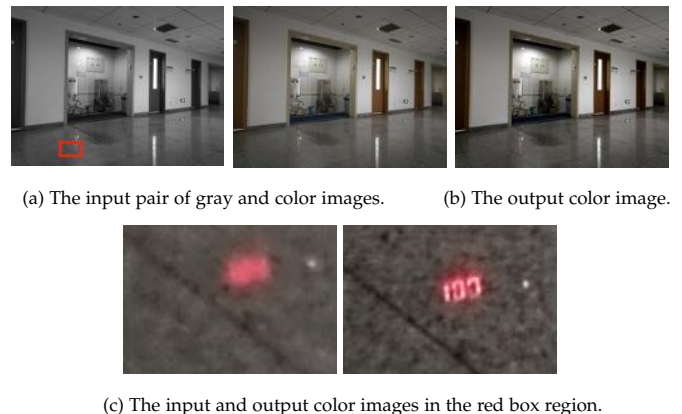 (a) The input pair of gray and color images.
(b) The output color image.
100
(c) The input and output color images in the red box region.